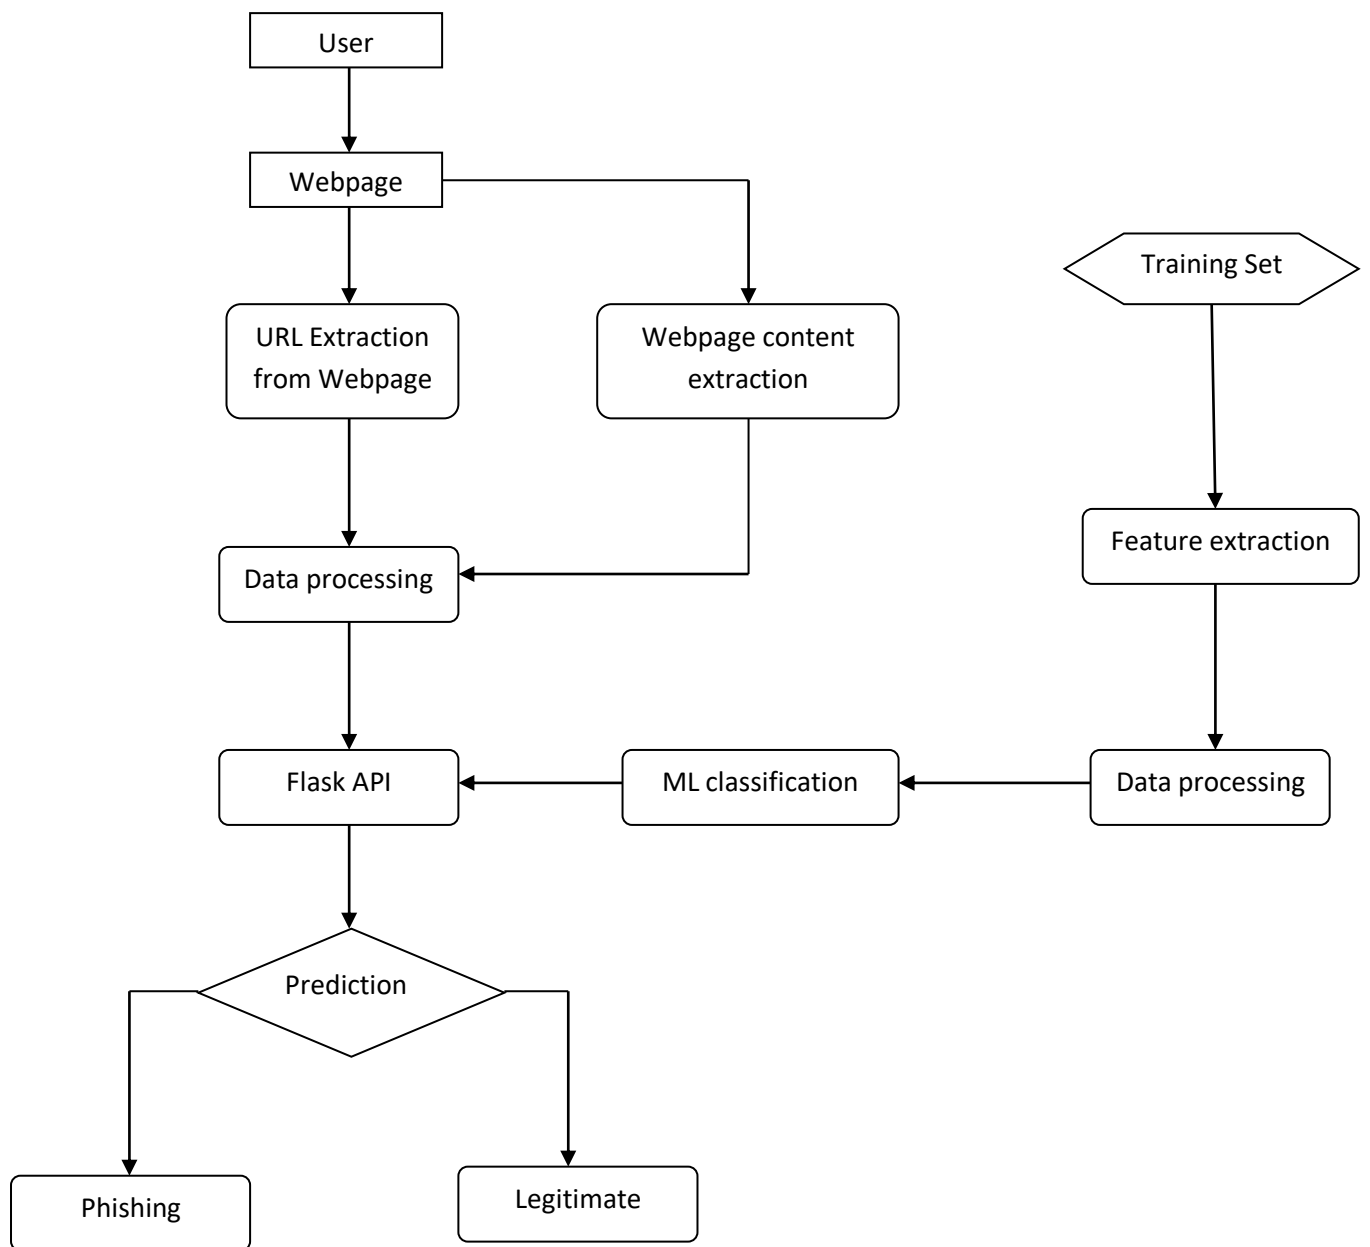 User
Webpage
Training Set
URL Extraction
from Webpage
Webpage content
extraction
Feature extraction
Data processing
Flask API
ML classification
Data processing
Prediction
Phishing
Legitimate